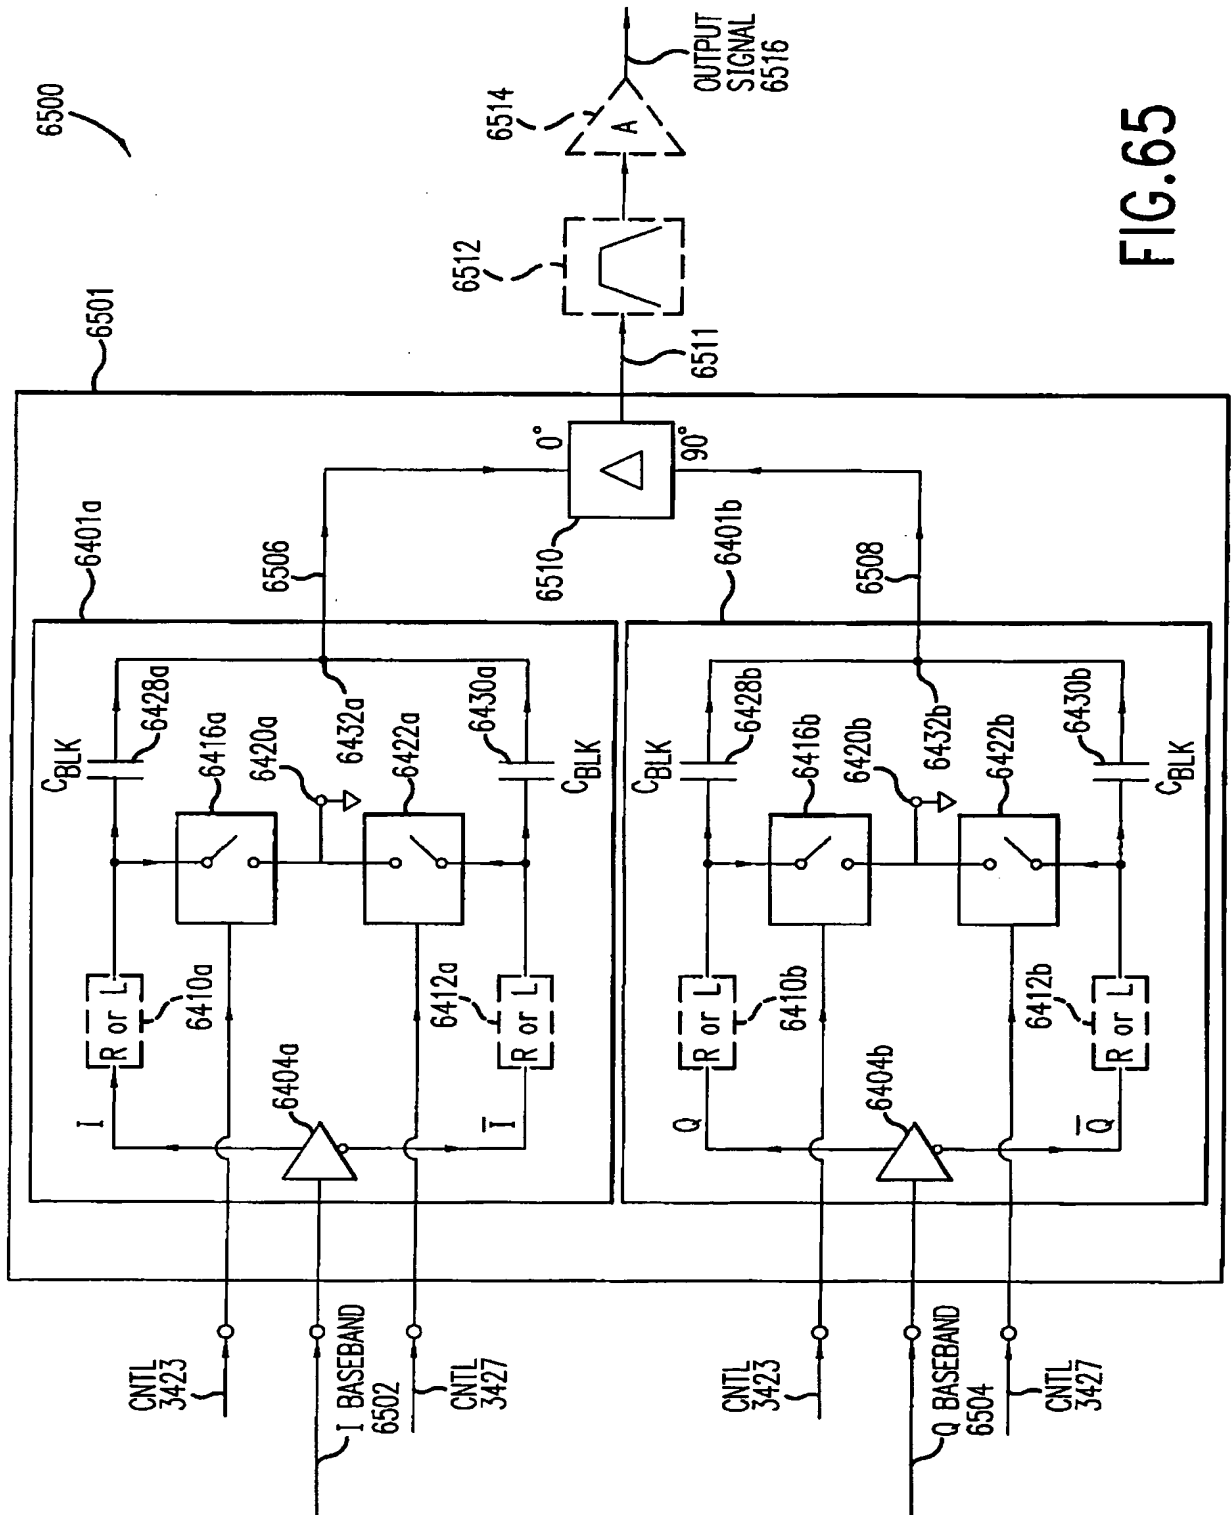 6500
6501
6401a
6506
6404a
I
I
R or L
6410a
R or L
6412a
CBLK
6428a
6416a
6420a
6432a
6422a
6430a
CBLK
CNTL
3423
I BASEBAND
6502
CNTL
3427
6401b
6508
6404b
Q
Q
R or L
6410b
R or L
6412b
CBLK
6428b
6416b
6420b
6432b
6422b
6430b
CBLK
CNTL
3423
Q BASEBAND
6504
CNTL
3427
6510
0°
90°
6511
6512
A
6514
OUTPUT
SIGNAL
6516
FIG.65